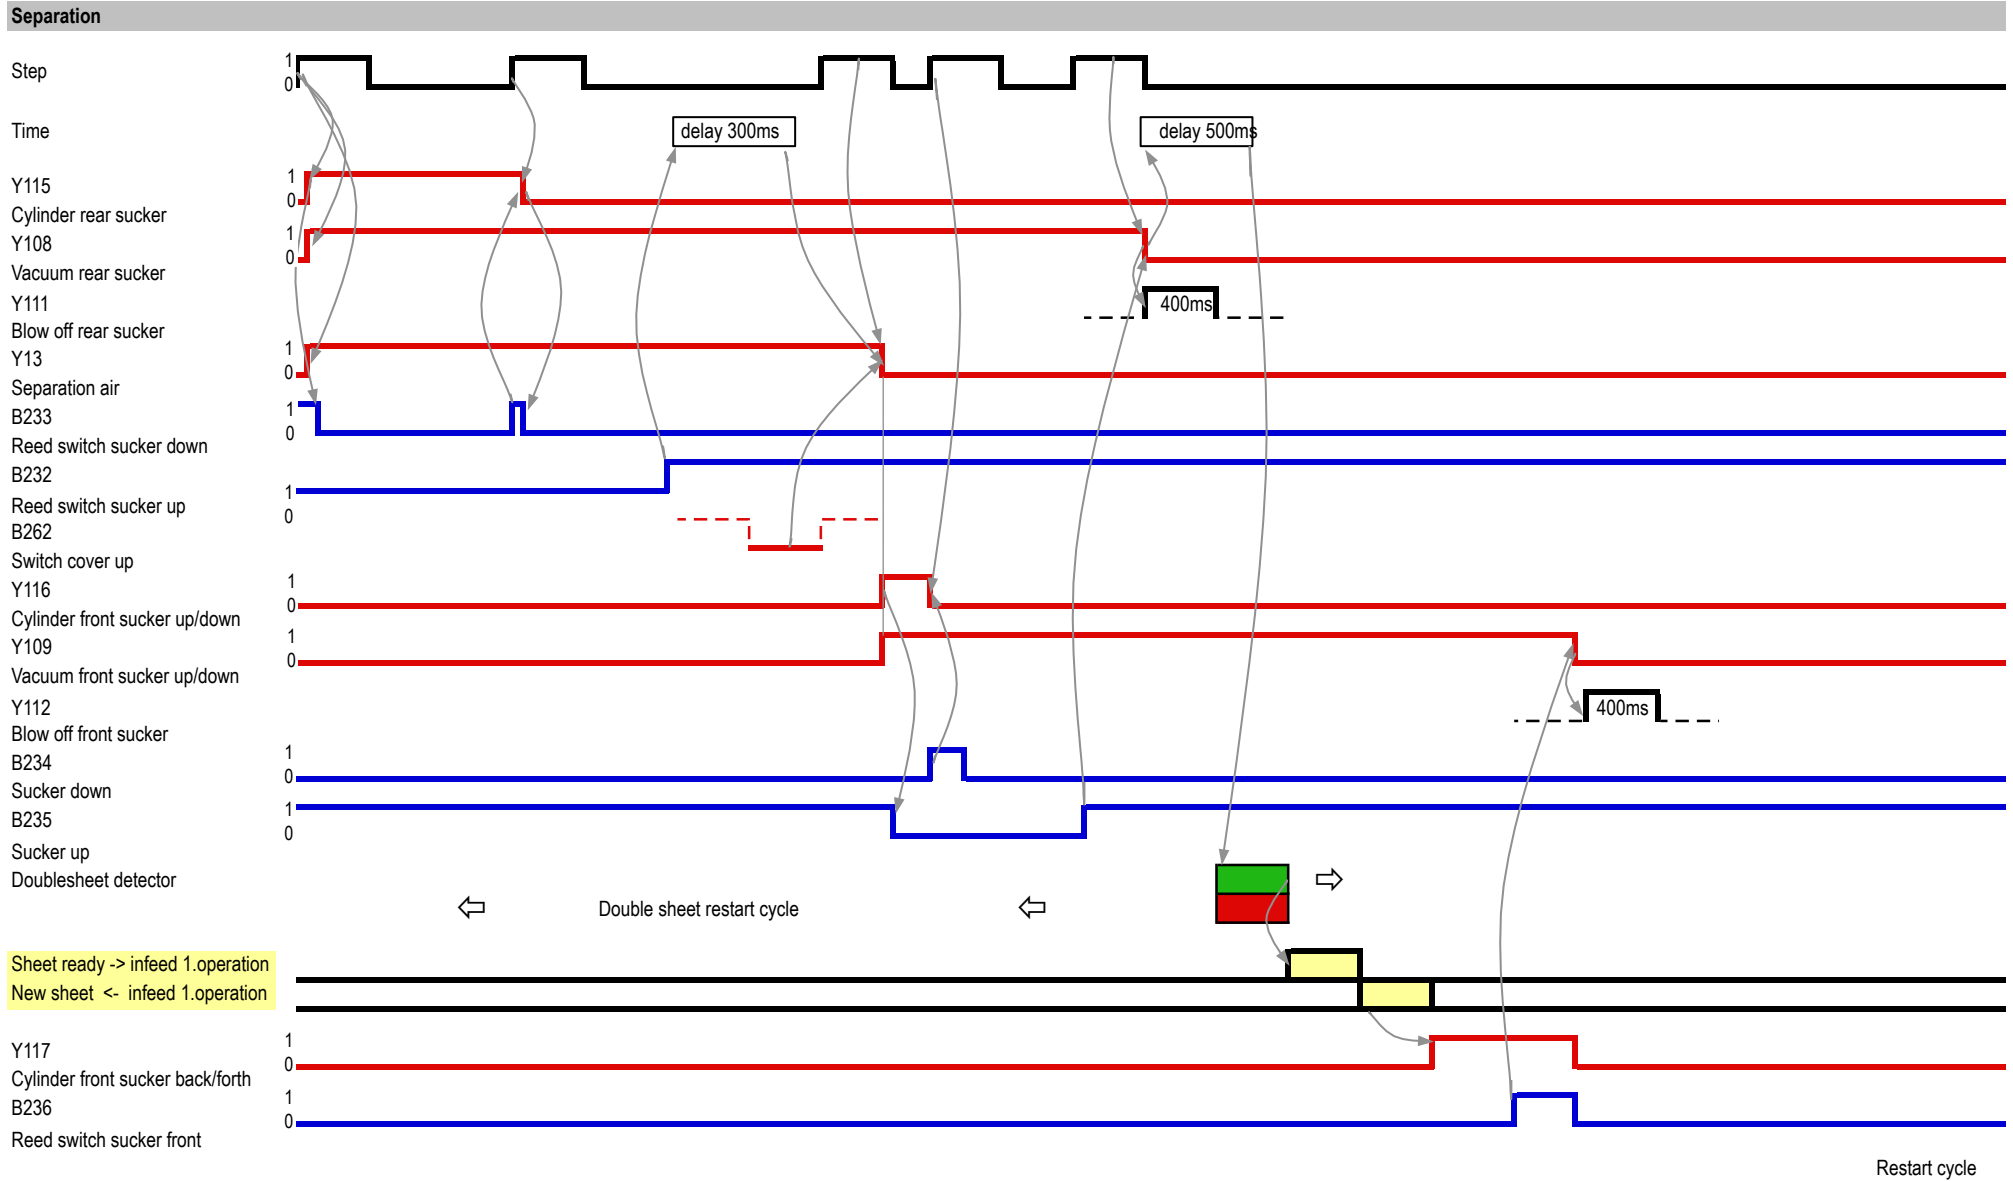 Separation
Step
1
0
Time
delay 300ms
delay 500ms
Y115
1
0
Cylinder rear sucker
Y108
1
0
Vacuum rear sucker
Y111
400ms
Blow off rear sucker
Y13
1
0
Separation air
B233
1
0
Reed switch sucker down
B232
1
0
Reed switch sucker up
B262
Switch cover up
Y116
1
0
Cylinder front sucker up/down
Y109
1
0
Vacuum front sucker up/down
Y112
400ms
Blow off front sucker
B234
1
0
Sucker down
B235
1
0
Sucker up
Doublesheet detector
Double sheet restart cycle
Sheet ready -> infeed 1.operation
New sheet <- infeed 1.operation
Y117
1
0
Cylinder front sucker back/forth
B236
1
0
Reed switch sucker front
Restart cycle